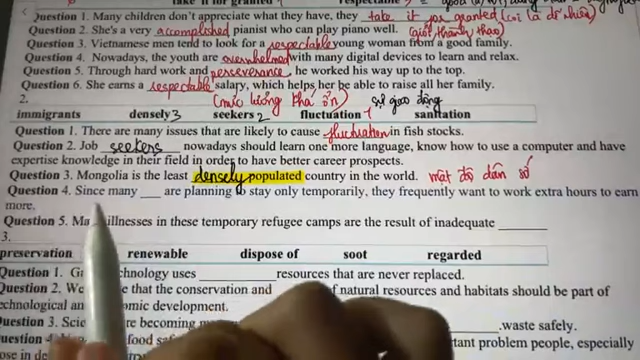 take it for granted respectable
Question 1. Many children don't appreciate what they have, they take it for granted (coi là dĩ nhiên)
Question 2. She's a very accomplished pianist who can play piano well. (giỏi thành thạo)
Question 3. Vietnamese men tend to look for a respectable young woman from a good family.
Question 4. Nowadays, the youth are overwhelmed with many digital devices to learn and relax.
Question 5. Through hard work and perseverance, he worked his way up to the top.
Question 6. She earns a respectable salary, which helps her be able to raise all her family.
2. (mức lương khá ổn) sự giao động
immigrants densely 3 seekers 2 fluctuation 1 sanitation
Question 1. There are many issues that are likely to cause fluctuation in fish stocks.
Question 2. Job seekers nowadays should learn one more language, know how to use a computer and have
expertise knowledge in their field in order to have better career prospects.
Question 3. Mongolia is the least densely populated country in the world. mật độ dân số
Question 4. Since many ___ are planning to stay only temporarily, they frequently want to work extra hours to earn
more.
Question 5. illnesses in these temporary refugee camps are the result of inadequate ________
3.
preservation renewable dispose of soot regarded
Question 1. chnology uses ____________ resources that are never replaced.
Question 2. We that the conservation and of natural resources and habitats should be part of
echnological an omic development.
Question 3. Scie re becoming .waste safely.
uestion 4 food sa tant problem people, especially
ose in de